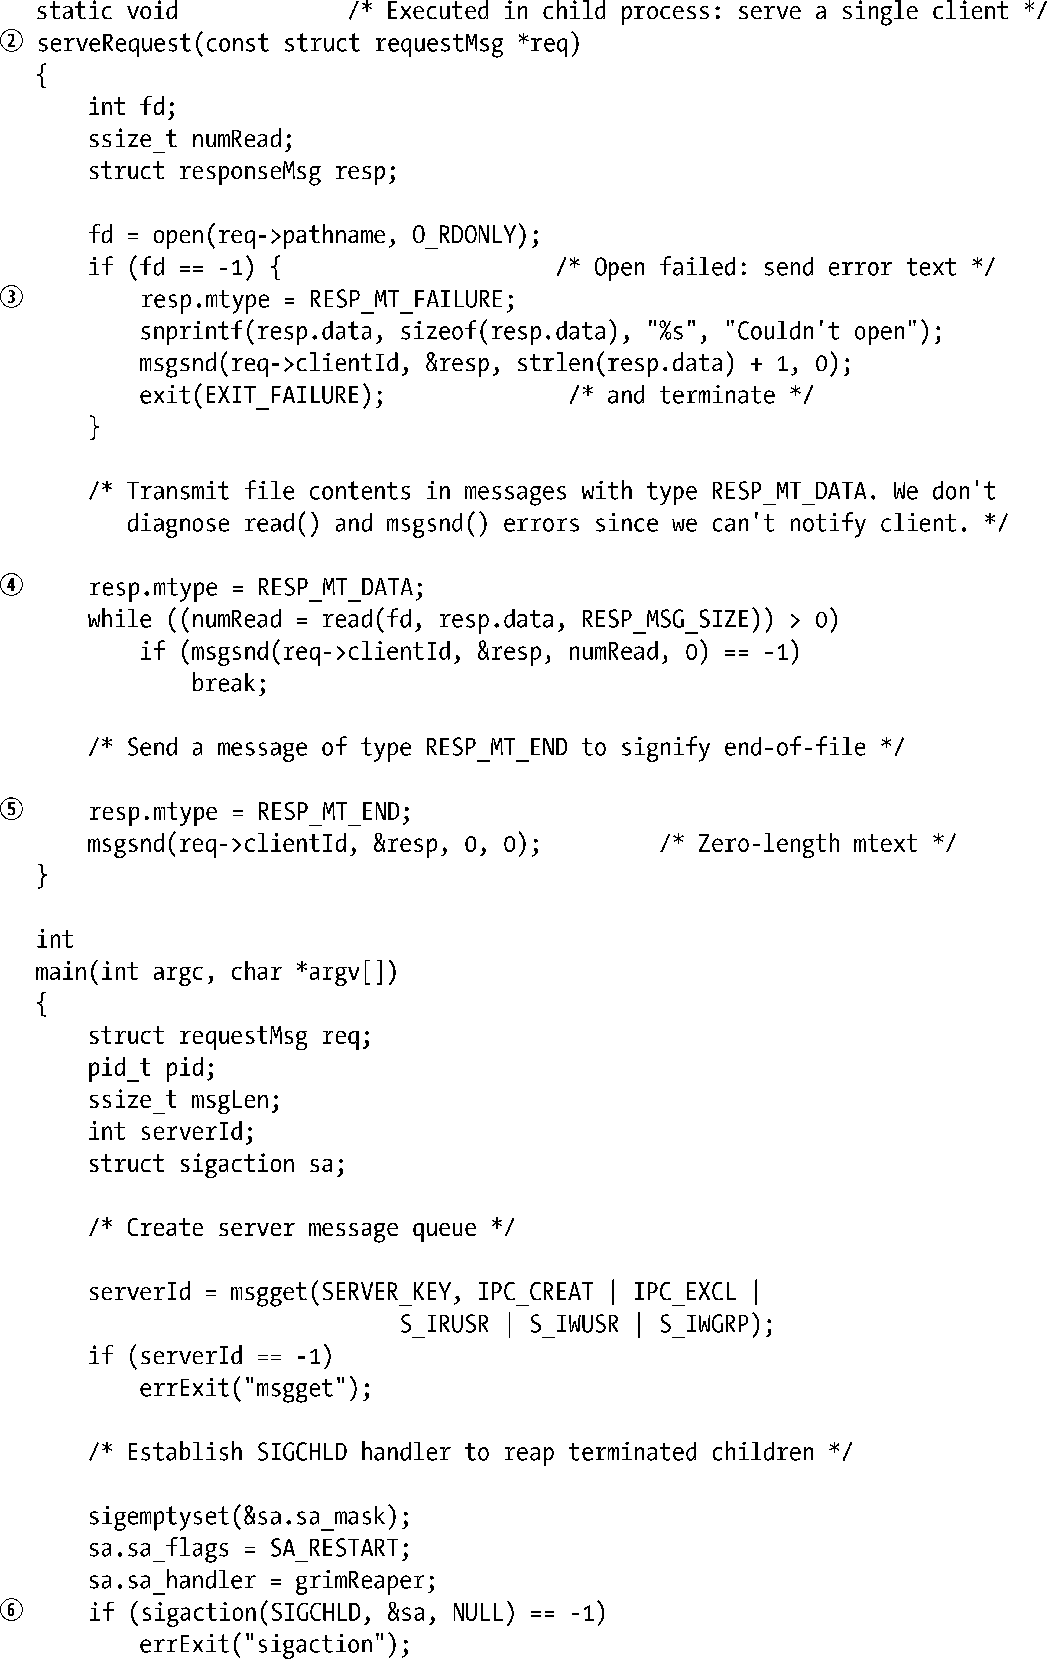 static void             /* Executed in child process: serve a single client */
② serveRequest(const struct requestMsg *req)
{
    int fd;
    ssize_t numRead;
    struct responseMsg resp;

    fd = open(req->pathname, O_RDONLY);
    if (fd == -1) {                     /* Open failed: send error text */
③       resp.mtype = RESP_MT_FAILURE;
        snprintf(resp.data, sizeof(resp.data), "%s", "Couldn't open");
        msgsnd(req->clientId, &resp, strlen(resp.data) + 1, 0);
        exit(EXIT_FAILURE);              /* and terminate */
    }

    /* Transmit file contents in messages with type RESP_MT_DATA. We don't
       diagnose read() and msgsnd() errors since we can't notify client. */

④   resp.mtype = RESP_MT_DATA;
    while ((numRead = read(fd, resp.data, RESP_MSG_SIZE)) > 0)
        if (msgsnd(req->clientId, &resp, numRead, 0) == -1)
            break;

    /* Send a message of type RESP_MT_END to signify end-of-file */

⑤   resp.mtype = RESP_MT_END;
    msgsnd(req->clientId, &resp, 0, 0);         /* Zero-length mtext */
}

int
main(int argc, char *argv[])
{
    struct requestMsg req;
    pid_t pid;
    ssize_t msgLen;
    int serverId;
    struct sigaction sa;

    /* Create server message queue */

    serverId = msgget(SERVER_KEY, IPC_CREAT | IPC_EXCL |
                            S_IRUSR | S_IWUSR | S_IWGRP);
    if (serverId == -1)
        errExit("msgget");

    /* Establish SIGCHLD handler to reap terminated children */

    sigemptyset(&sa.sa_mask);
    sa.sa_flags = SA_RESTART;
    sa.sa_handler = grimReaper;
⑥   if (sigaction(SIGCHLD, &sa, NULL) == -1)
        errExit("sigaction");